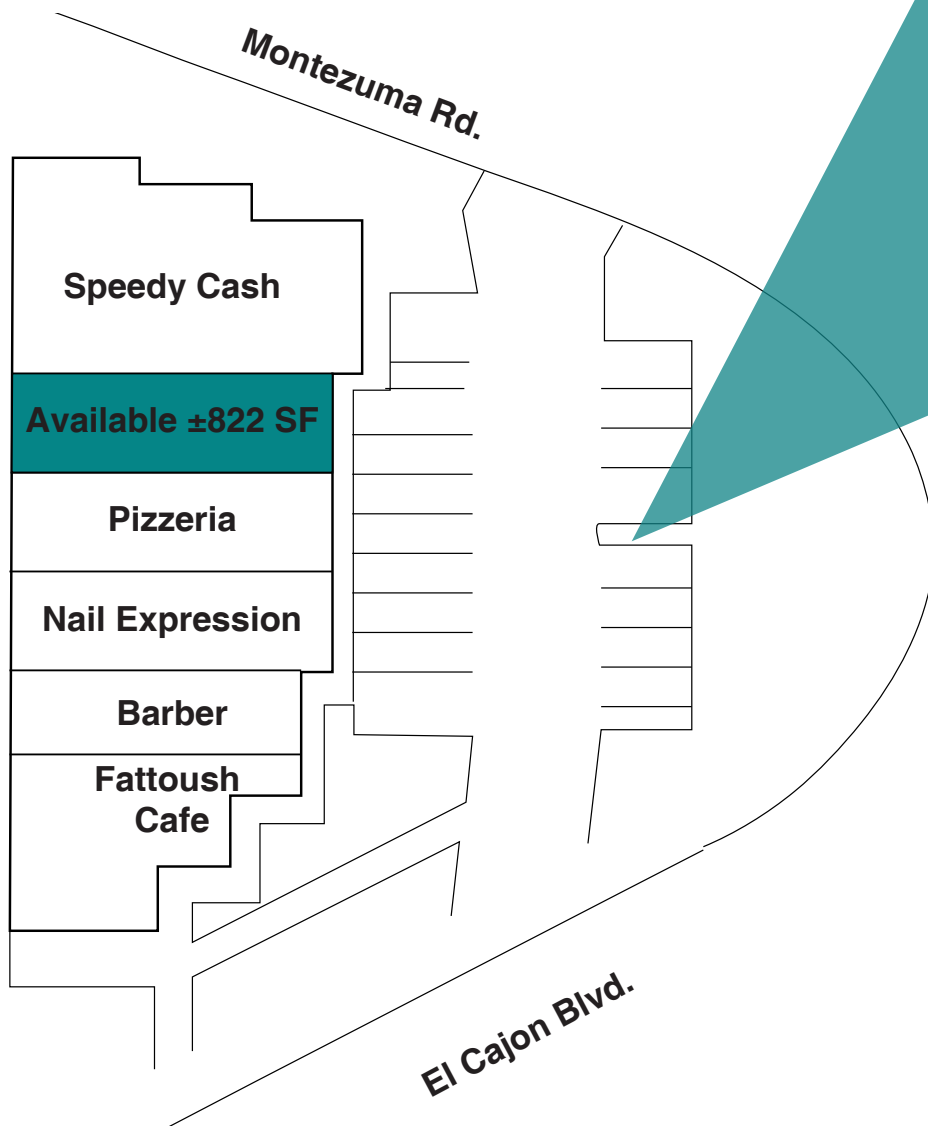 Montezuma Rd.
Speedy Cash
Available ±822 SF
Pizzeria
Nail Expression
Barber
Fattoush
Cafe
El Cajon Blvd.